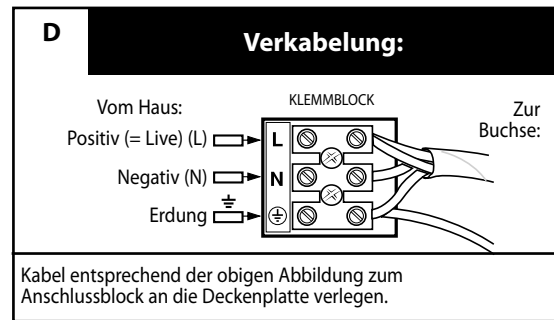 D
Verkabelung:
Vom Haus:
KLEMMBLOCK
Zur
Buchse:
Positiv (= Live) (L)
L
Negativ (N)
N
Erdung
Kabel entsprechend der obigen Abbildung zum
Anschlussblock an die Deckenplatte verlegen.